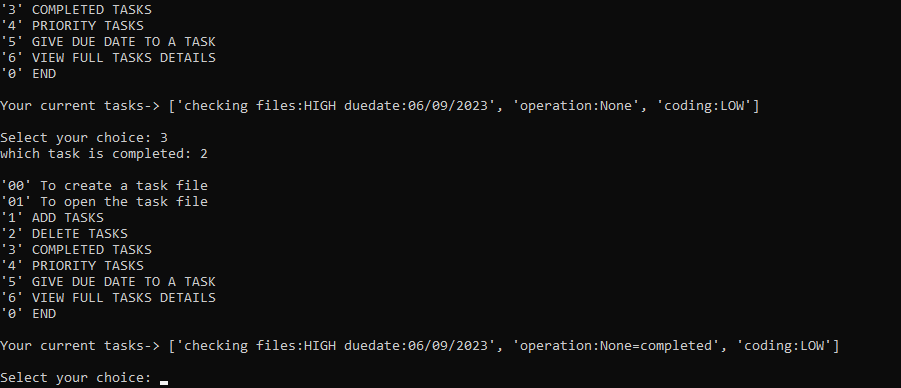 '3' COMPLETED TASKS
'4' PRIORITY TASKS
'5' GIVE DUE DATE TO A TASK
'6' VIEW FULL TASKS DETAILS
'0' END
Your current tasks-> ['checking files:HIGH duedate:06/09/2023', 'operation:None', 'coding:LOW']
Select your choice: 3
which task is completed: 2
'00' To create a task file
'01' To open the task file
'1' ADD TASKS
'2' DELETE TASKS
'3' COMPLETED TASKS
'4' PRIORITY TASKS
'5' GIVE DUE DATE TO A TASK
'6' VIEW FULL TASKS DETAILS
'0' END
Your current tasks-> ['checking files:HIGH duedate:06/09/2023', 'operation:None=completed', 'coding:LOW']
Select your choice: